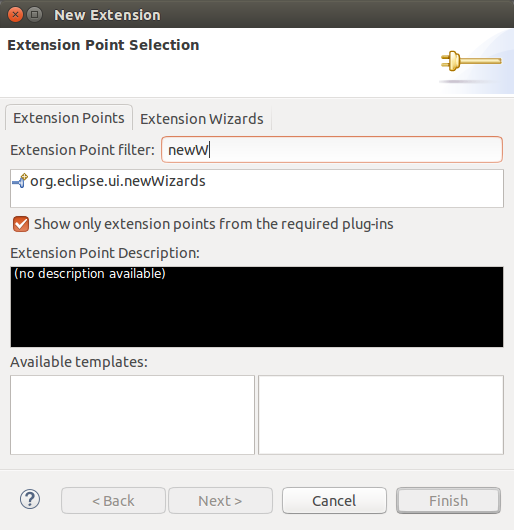 New Extension
Extension Point Selection
Extension Points
Extension Wizards
Extension Point filter: newW
org.eclipse.ui.newWizards
Show only extension points from the required plug-ins
Extension Point Description:
(no description available)
Available templates:
? < Back Next > Cancel Finish